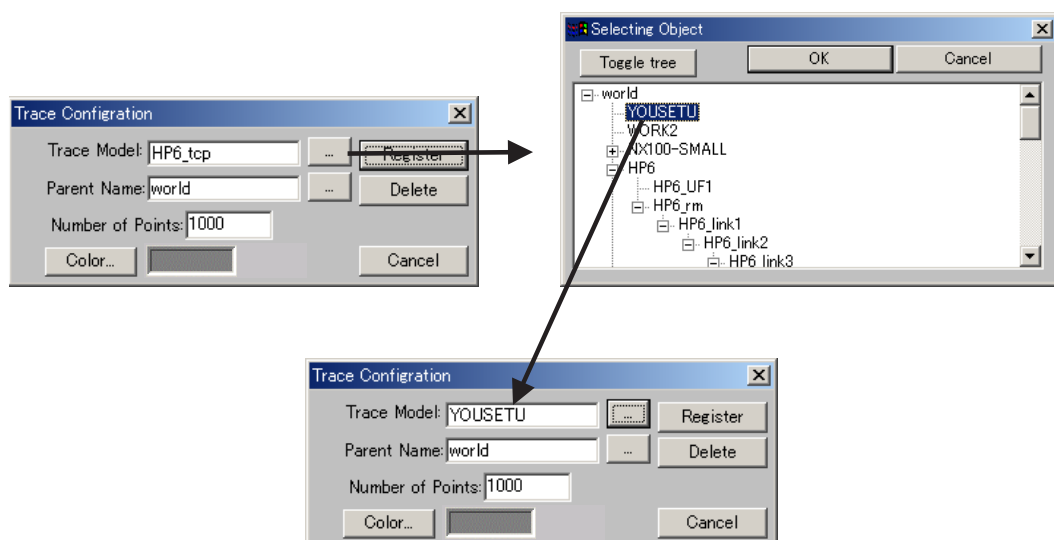 Trace Configration
Trace Model: HP6_tcp ... Register
Parent Name: world ... Delete
Number of Points: 1000
Color... Cancel
Selecting Object
Toggle tree OK Cancel
world
YOUSETU
WORK2
NX100-SMALL
HP6
HP6_UF1
HP6_rm
HP6_link1
HP6_link2
HP6_link3
Trace Configration
Trace Model: YOUSETU ... Register
Parent Name: world ... Delete
Number of Points: 1000
Color... Cancel